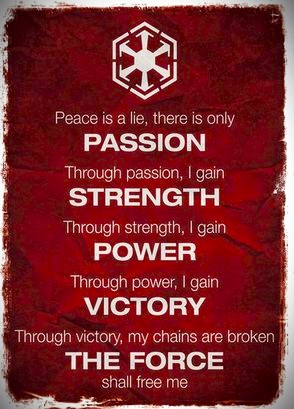 Peace is a lie, there is only
PASSION
Through passion, I gain
STRENGTH
Through strength, I gain
POWER
Through power, I gain
VICTORY
Through victory, my chains are broken
THE FORCE
shall free me